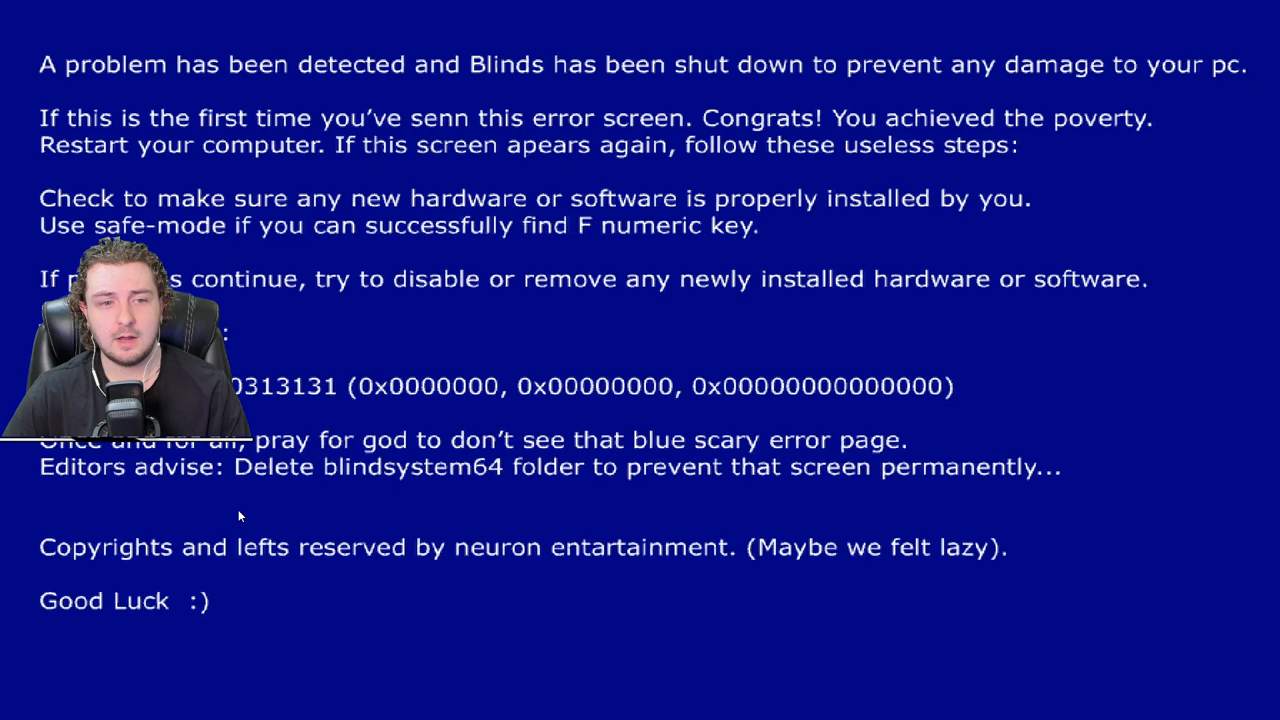 A problem has been detected and Blinds has been shut down to prevent any damage to your pc.
If this is the first time you've senn this error screen. Congrats! You achieved the poverty.
Restart your computer. If this screen apears again, follow these useless steps:
Check to make sure any new hardware or software is properly installed by you.
Use safe-mode if you can successfully find F numeric key.
If continue, try to disable or remove any newly installed hardware or software.
:
0313131 (0x0000000, 0x00000000, 0x00000000000000)
Once and for all, pray for god to don't see that blue scary error page.
Editors advise: Delete blindsystem64 folder to prevent that screen permanently...
Copyrights and lefts reserved by neuron entartainment. (Maybe we felt lazy).
Good Luck :)